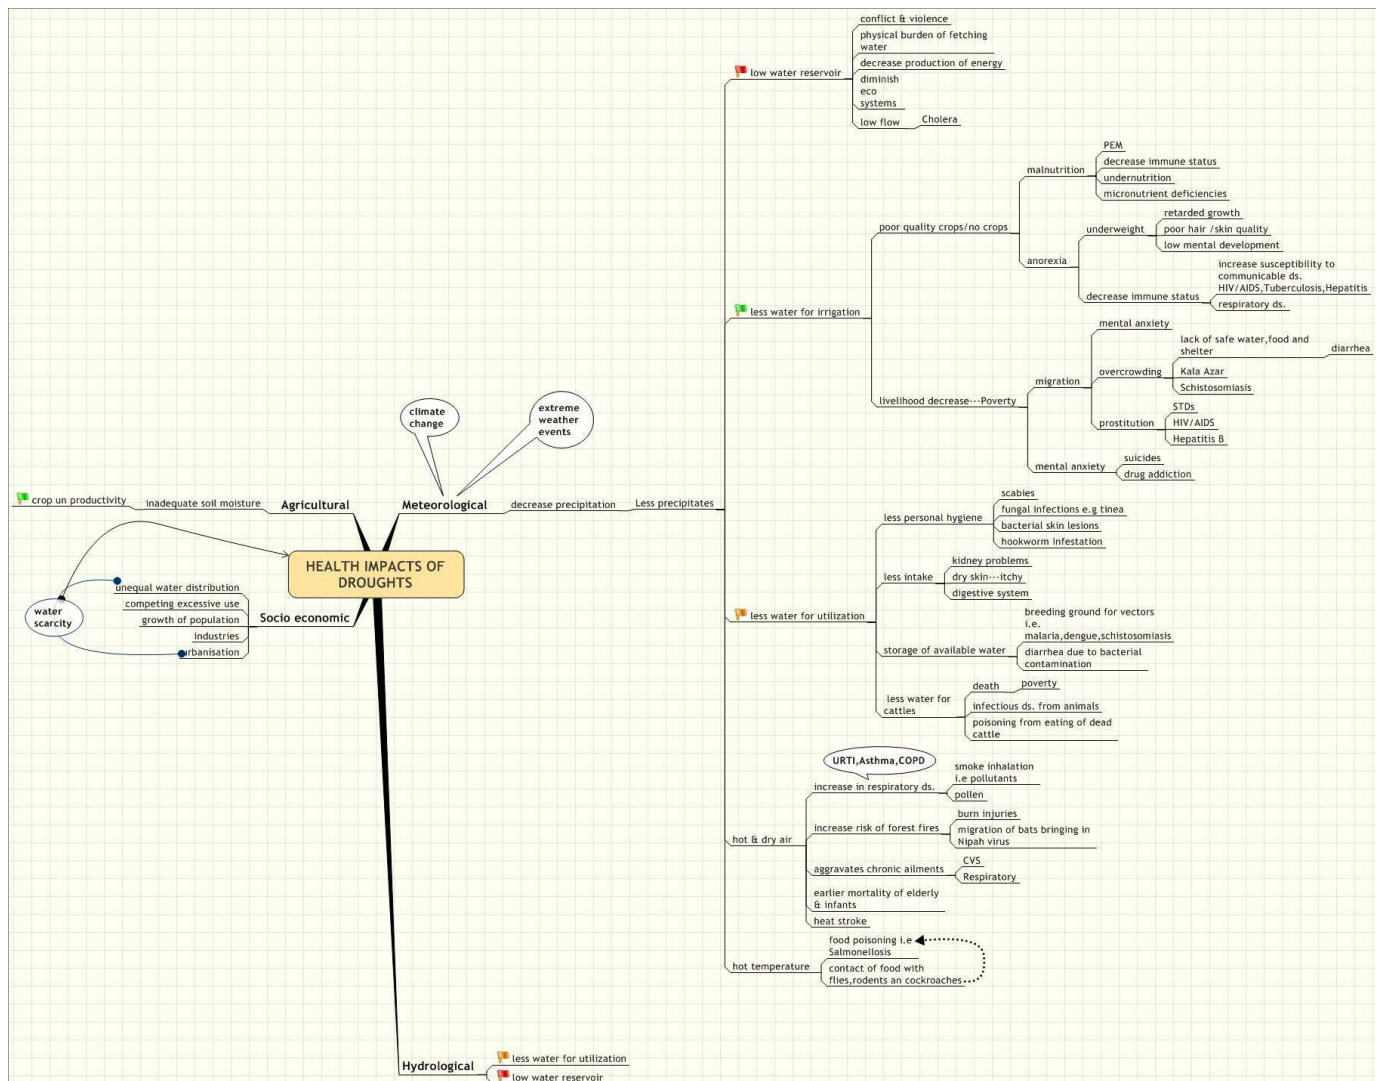 conflict & violence
physical burden of fetching
water
decrease production of energy
low water reservoir
diminish
eco
systems
low flow
Cholera
PEM
decrease immune status
malnutrition
undernutrition
micronutrient deficiencies
poor quality crops/no crops
retarded growth
underweight
poor hair /skin quality
low mental development
anorexia
increase susceptibility to
communicable ds.
HIV/AIDS,Tuberculosis,Hepatitis
decrease immune status
respiratory ds.
less water for irrigation
mental anxiety
lack of safe water,food and
shelter
diarrhea
overcrowding
Kala Azar
Schistosomiasis
migration
livelihood decrease---Poverty
STDs
prostitution
HIV/AIDS
Hepatitis B
mental anxiety
suicides
drug addiction
climate
change
extreme
weather
events
crop un productivity
inadequate soil moisture
Agricultural
Meteorological
decrease precipitation
Less precipitates
HEALTH IMPACTS OF
DROUGHTS
water
scarcity
unequal water distribution
competing excessive use
growth of population
industries
urbanisation
Socio economic
scabies
less personal hygiene
fungal infections e.g tinea
bacterial skin lesions
hookworm infestation
kidney problems
less intake
dry skin---itchy
digestive system
less water for utilization
breeding ground for vectors
i.e.
malaria,dengue,schistosomiasis
storage of available water
diarrhea due to bacterial
contamination
less water for
cattles
death
poverty
infectious ds. from animals
poisoning from eating of dead
cattle
URTI,Asthma,COPD
increase in respiratory ds.
smoke inhalation
i.e pollutants
pollen
hot & dry air
increase risk of forest fires
burn injuries
migration of bats bringing in
Nipah virus
aggravates chronic ailments
CVS
Respiratory
earlier mortality of elderly
& infants
heat stroke
hot temperature
food poisoning i.e
Salmonellosis
contact of food with
flies,rodents an cockroaches
Hydrological
less water for utilization
low water reservoir